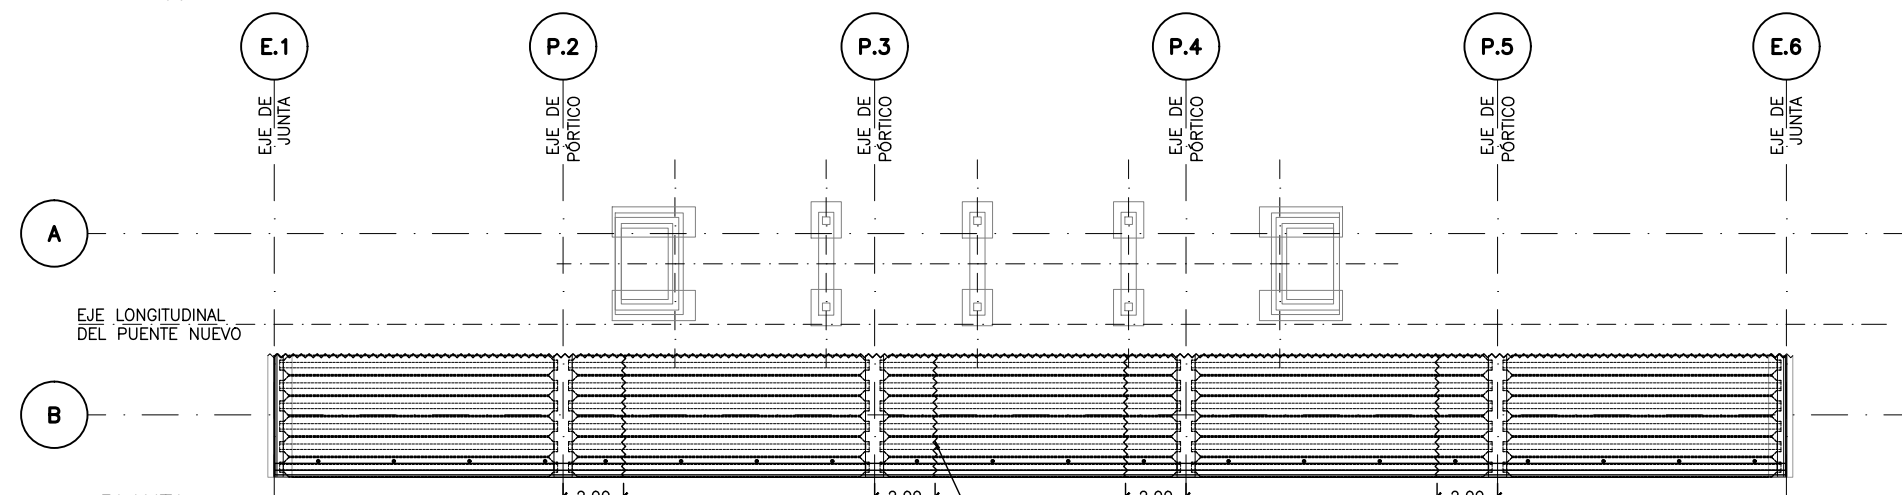 E.1
P.2
P.3
P.4
P.5
E.6
EJE DE
JUNTA
EJE DE
PÓRTICO
EJE DE
PÓRTICO
EJE DE
PÓRTICO
EJE DE
PÓRTICO
EJE DE
JUNTA
A
EJE LONGITUDINAL
DEL PUENTE NUEVO
B